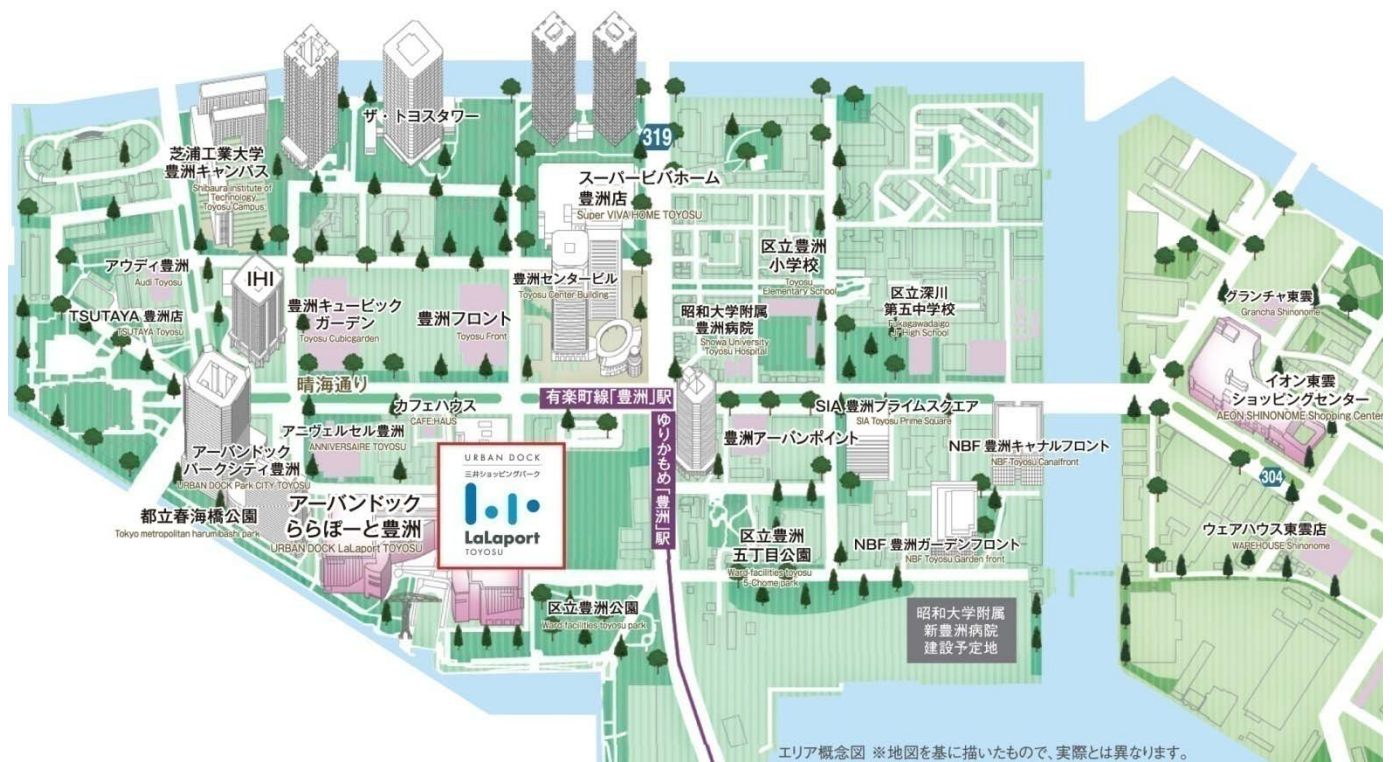 ザ・トヨスタワー
319
芝浦工業大学
豊洲キャンパス
Shibaura institute of
Technology
Toyosu Campus
スーパービバホーム
豊洲店
Super VIVA HOME TOYOSU
アウディ豊洲
Audi Toyosu
IHI
TSUTAYA 豊洲店
TSUTAYA Toyosu
豊洲キュービック
ガーデン
Toyosu Cubicgarden
豊洲フロント
Toyosu Front
豊洲センタービル
Toyosu Center Building
区立豊洲
小学校
Toyosu
Elementary School
昭和大学附属
豊洲病院
Showa University
Toyosu Hospital
区立深川
第五中学校
Fukagawadaigo
Jr High School
グランチャ東雲
Grancha Shinonome
イオン東雲
ショッピングセンター
AEON SHINONOME Shopping Center
晴海通り
有楽町線「豊洲」駅
ゆりかもめ「豊洲」駅
カフェハウス
CAFE;HAUS
アニヴェルセル豊洲
ANNIVERSAIRE TOYOSU
SIA 豊洲プライムスクエア
SIA Toyosu Prime Square
豊洲アーバンポイント
NBF 豊洲キャナルフロント
NBF Toyosu Canalfront
アーバンドック
パークシティ豊洲
URBAN DOCK Park CITY TOYOSU
URBAN DOCK
三井ショッピングパーク
LaLaport
TOYOSU
304
都立春海橋公園
Tokyo metropolitan harumibashi park
アーバンドック
ららぽーと豊洲
URBAN DOCK LaLaport TOYOSU
区立豊洲
五丁目公園
Ward-facilities toyosu
5-Chome park
NBF 豊洲ガーデンフロント
NBF Toyosu Garden front
ウェアハウス東雲店
WAREHOUSE Shinonome
区立豊洲公園
Ward-facilities toyosu park
昭和大学附属
新豊洲病院
建設予定地
エリア概念図 ※地図を基に描いたもので、実際とは異なります。